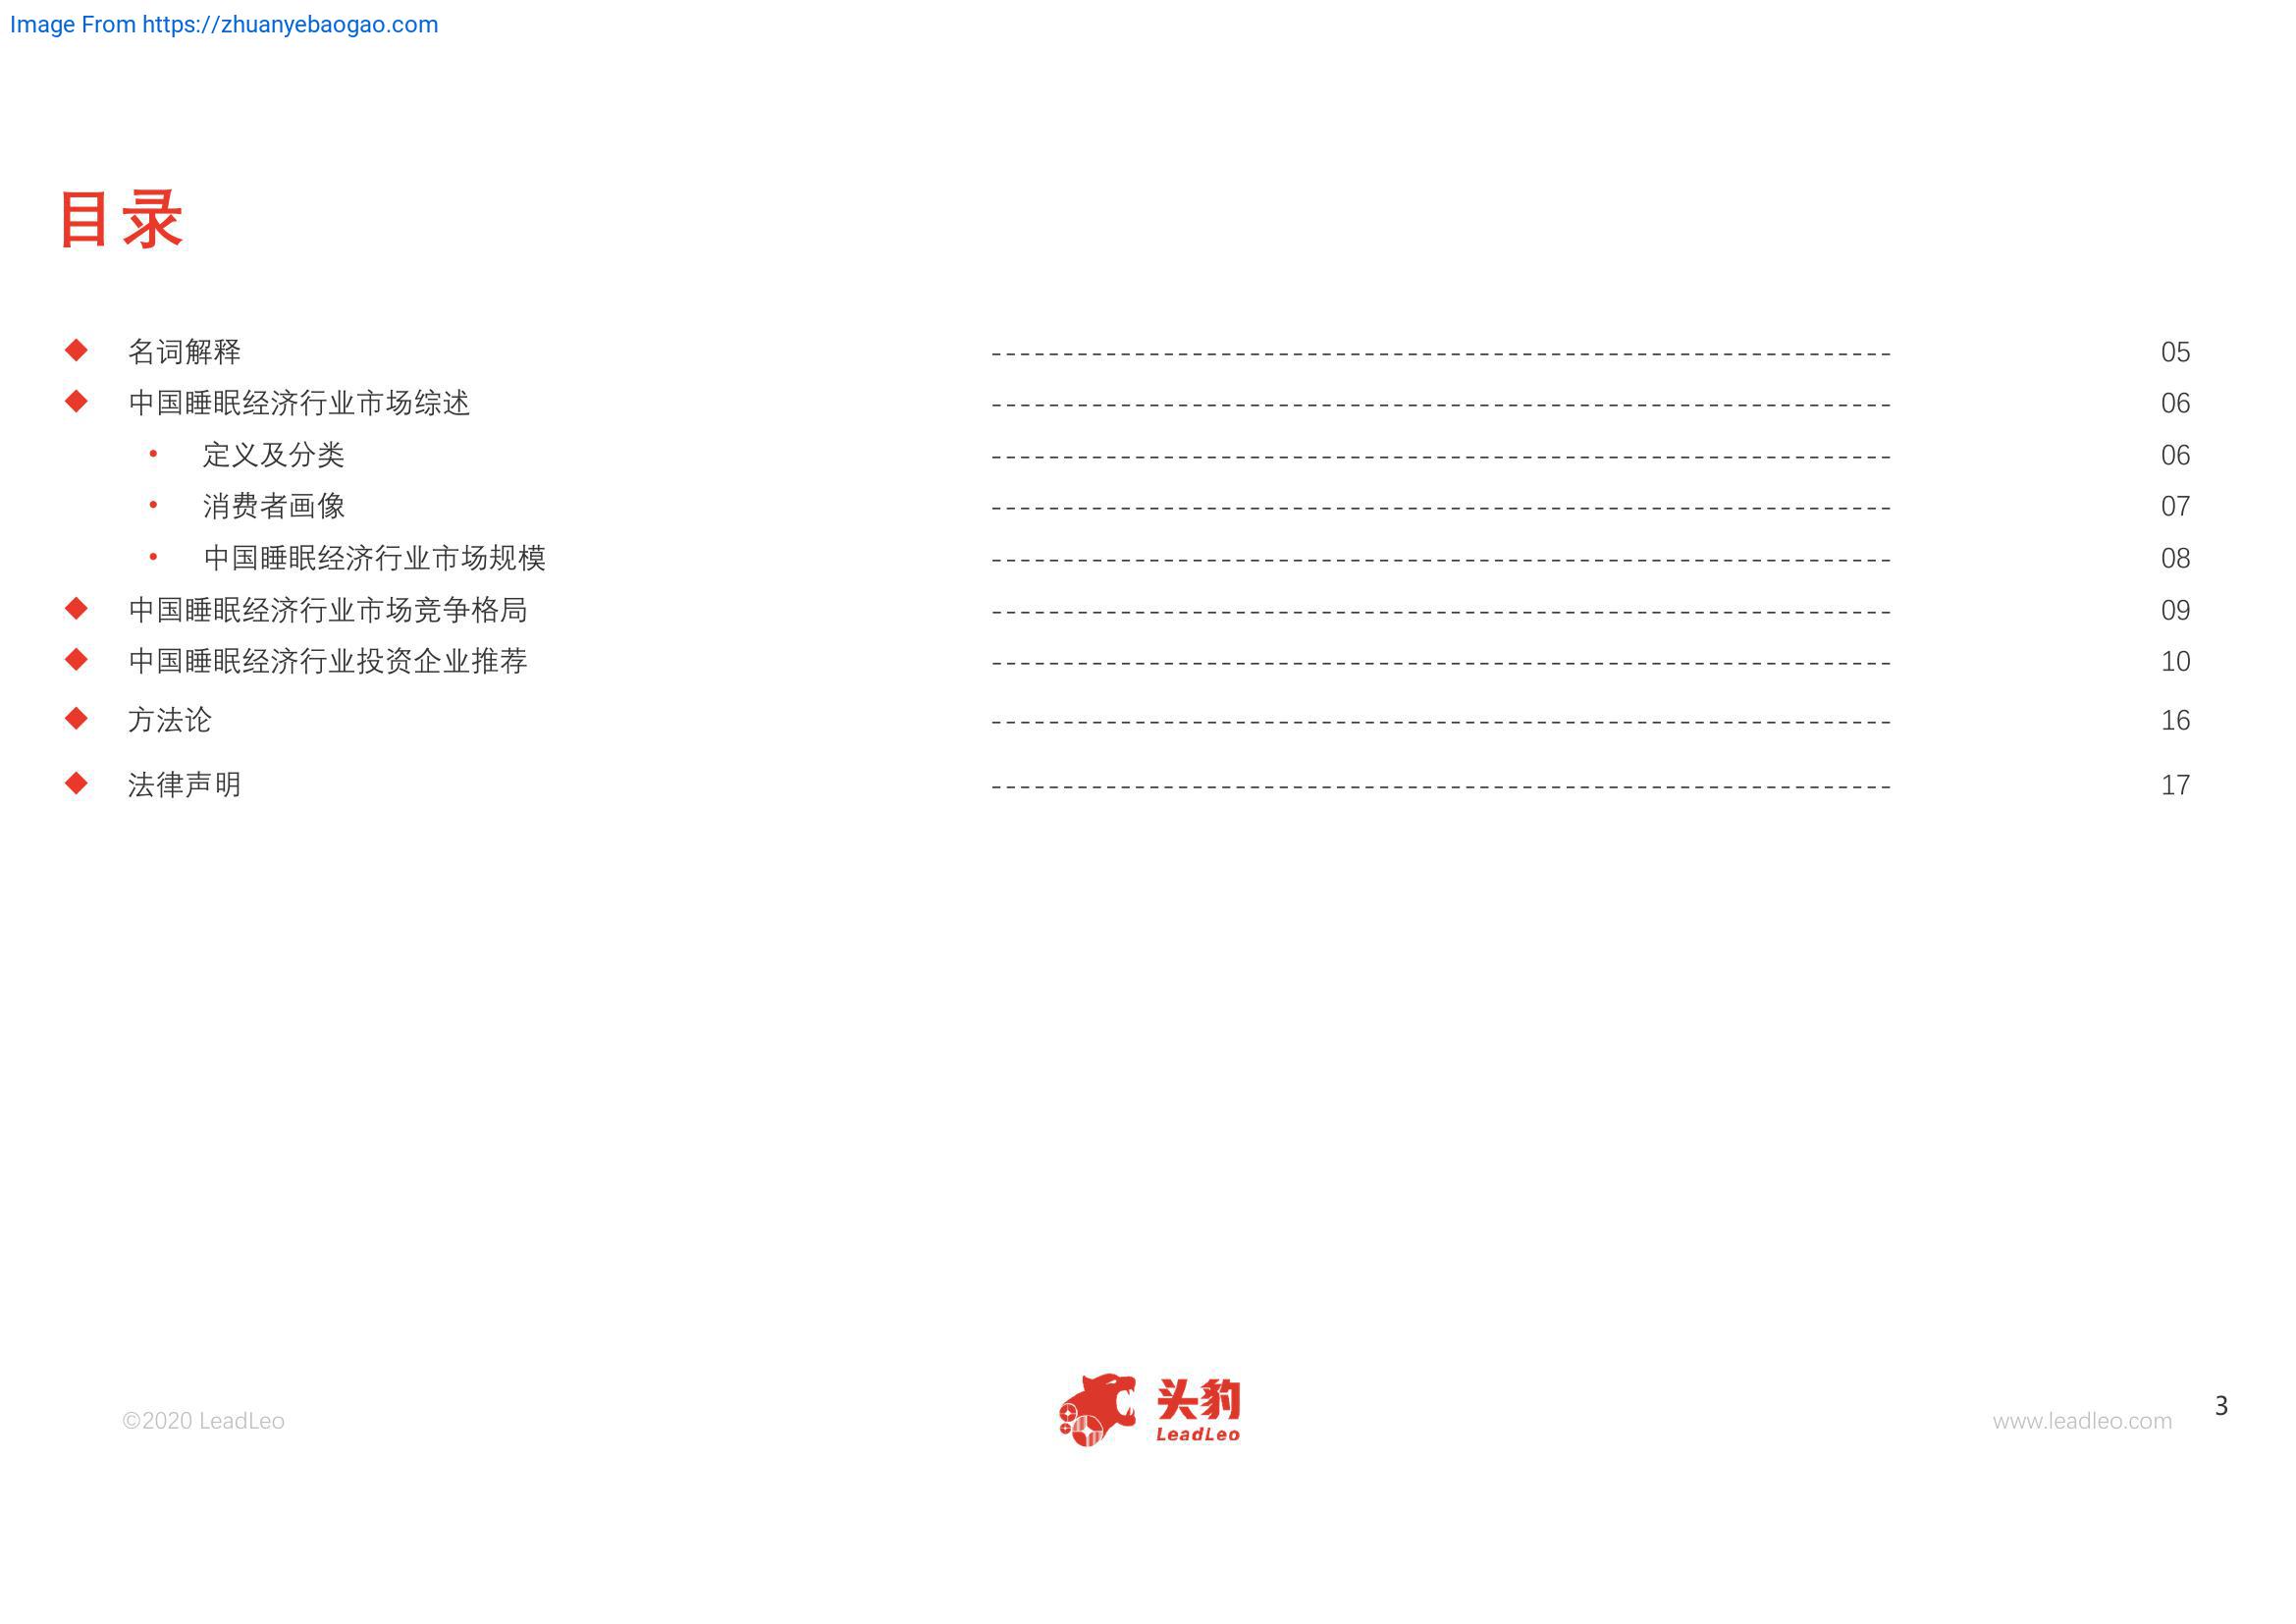 Image From https://zhuanyebaogao.com
目录
◆ 名词解释 ---------------------------------------------------------------- 05
◆ 中国睡眠经济行业市场综述 ---------------------------------------------------------------- 06
• 定义及分类 ---------------------------------------------------------------- 06
• 消费者画像 ---------------------------------------------------------------- 07
• 中国睡眠经济行业市场规模 ---------------------------------------------------------------- 08
◆ 中国睡眠经济行业市场竞争格局 ---------------------------------------------------------------- 09
◆ 中国睡眠经济行业投资企业推荐 ---------------------------------------------------------------- 10
◆ 方法论 ---------------------------------------------------------------- 16
◆ 法律声明 ---------------------------------------------------------------- 17
©2020 LeadLeo
头豹
LeadLeo
www.leadleo.com
3